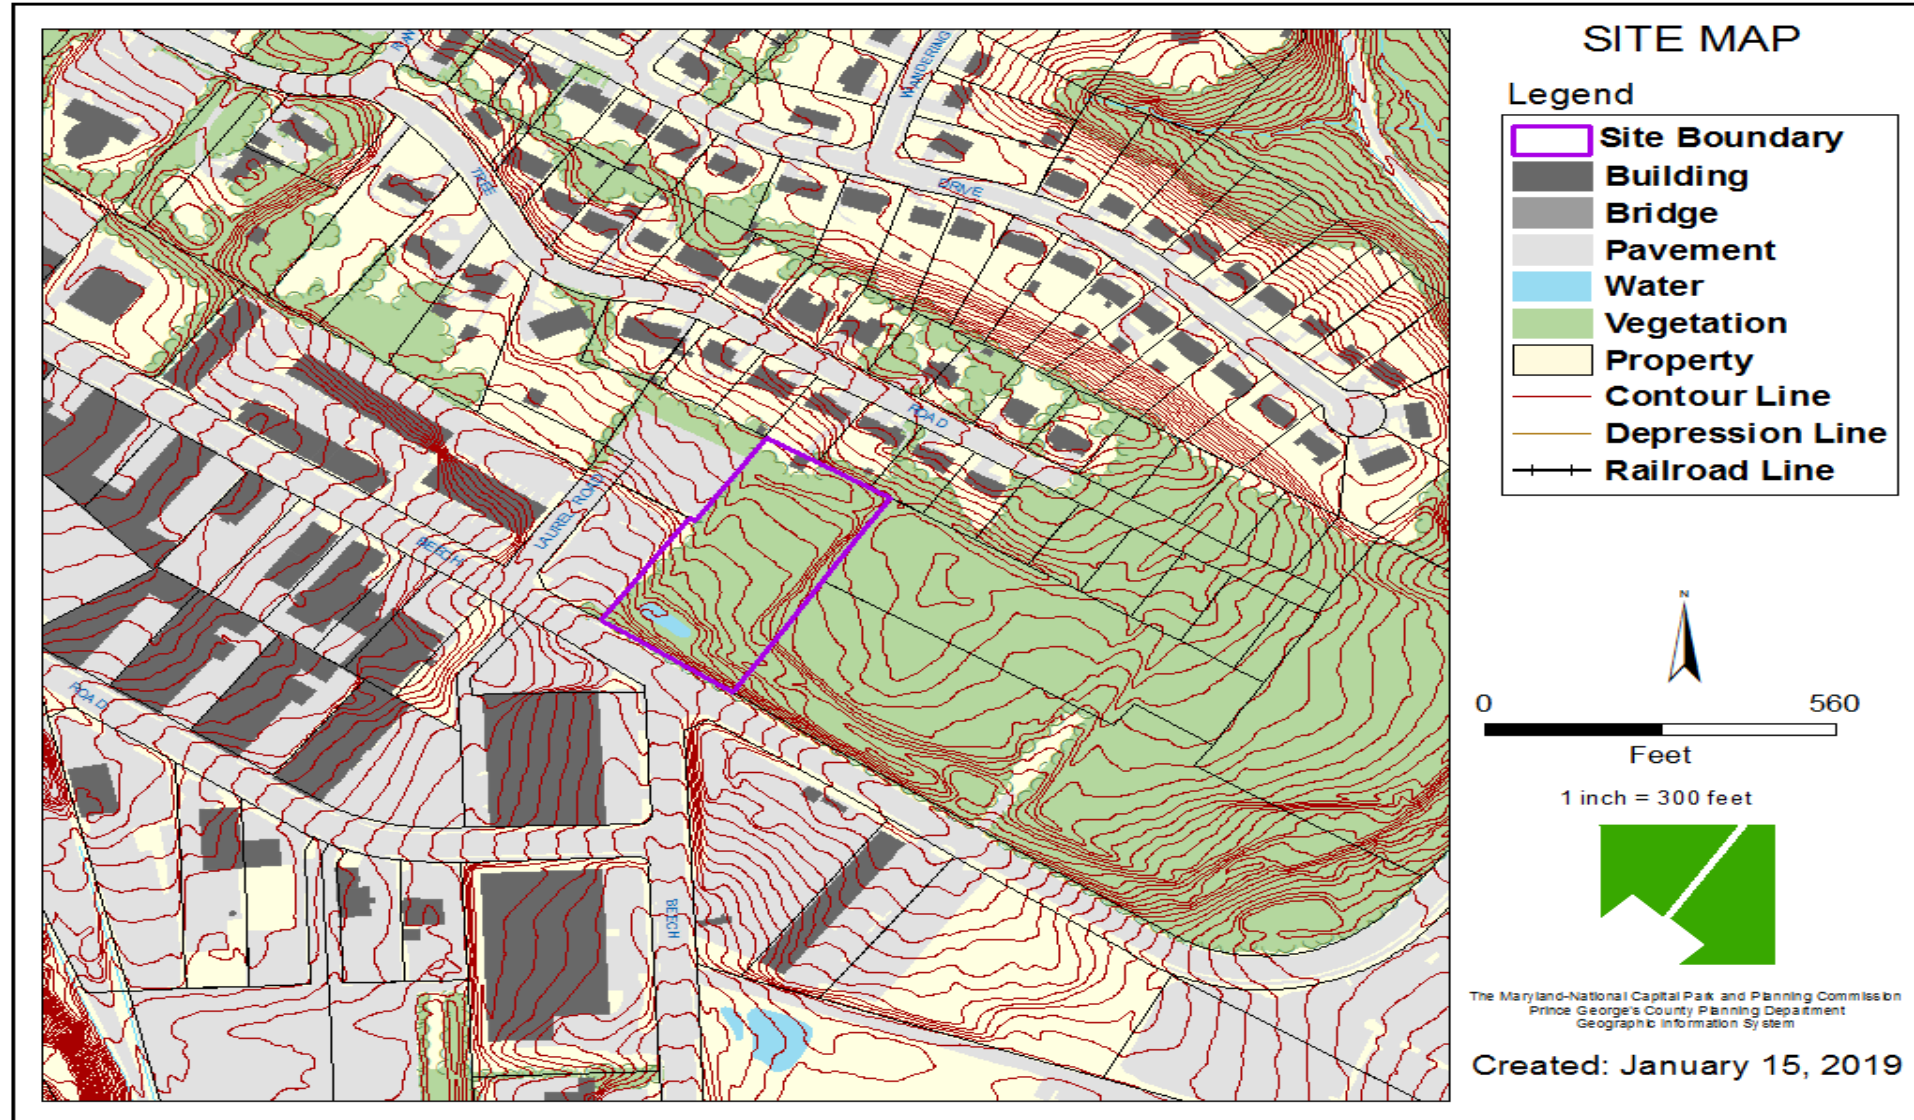 SITE MAP
Legend
Site Boundary
Building
Bridge
Pavement
Water
Vegetation
Property
Contour Line
Depression Line
Railroad Line
WANDERING
TREE
DRIVE
ROAD
LAUREL ROAD
BEECH
ROAD
BEECH
N
0 560
Feet
1 inch = 300 feet
The Maryland-National Capital Park and Planning Commission
Prince George's County Planning Department
Geographic Information System
Created: January 15, 2019